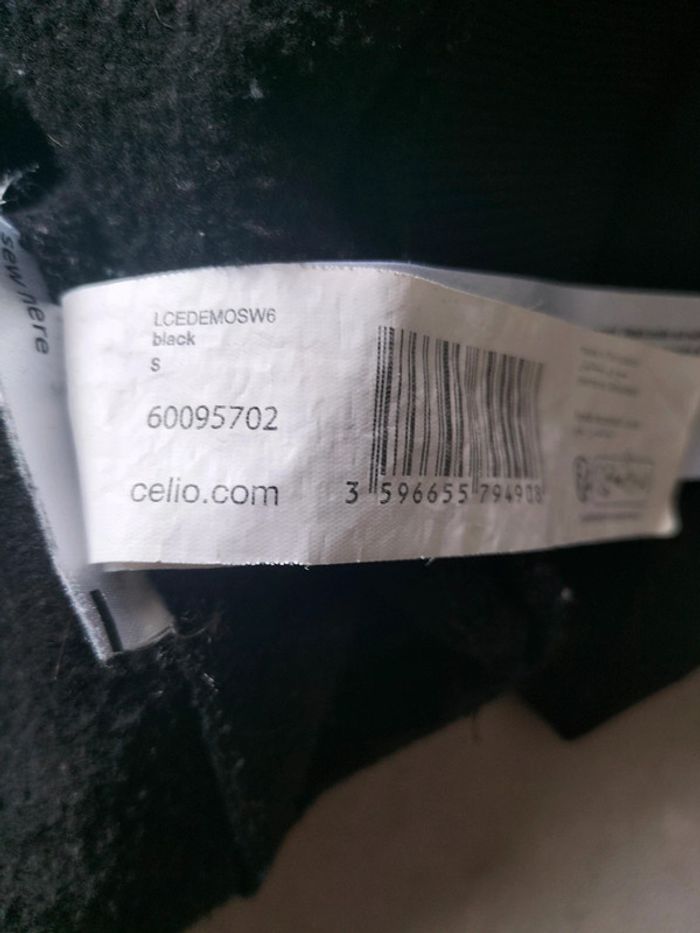 sew here
LCEDEMOSW6
black
S
60095702
celio.com
3 596655 794908